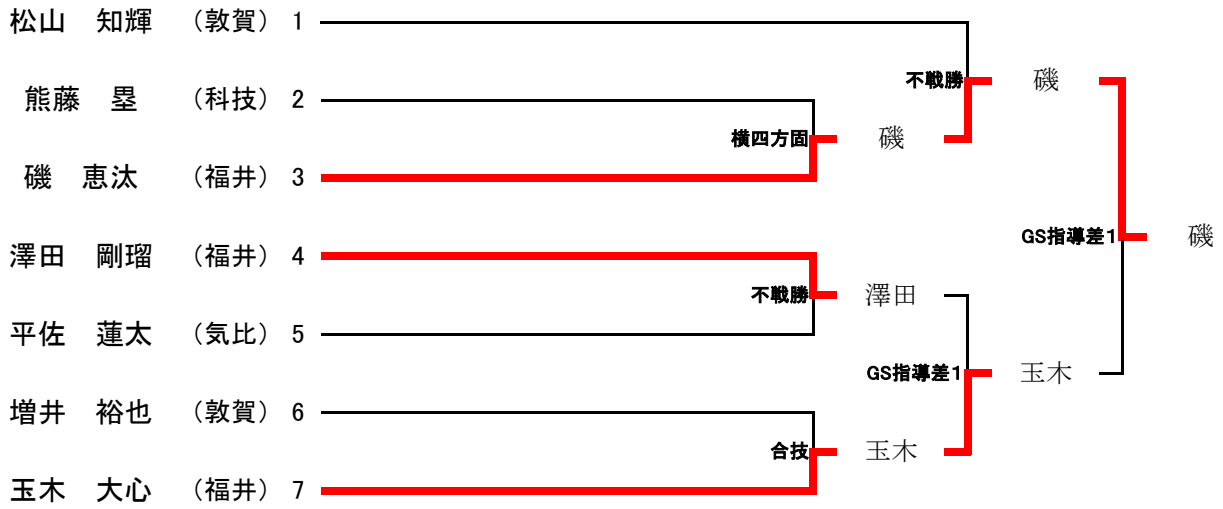 松山　知輝　（敦賀） 1
不戦勝　磯
熊藤　塁　（科技） 2
横四方固　磯
磯　恵汰　（福井） 3
GS指導差1　磯
澤田　剛瑠　（福井） 4
不戦勝　澤田
平佐　蓮太　（気比） 5
GS指導差1　玉木
増井　裕也　（敦賀） 6
合技　玉木
玉木　大心　（福井） 7